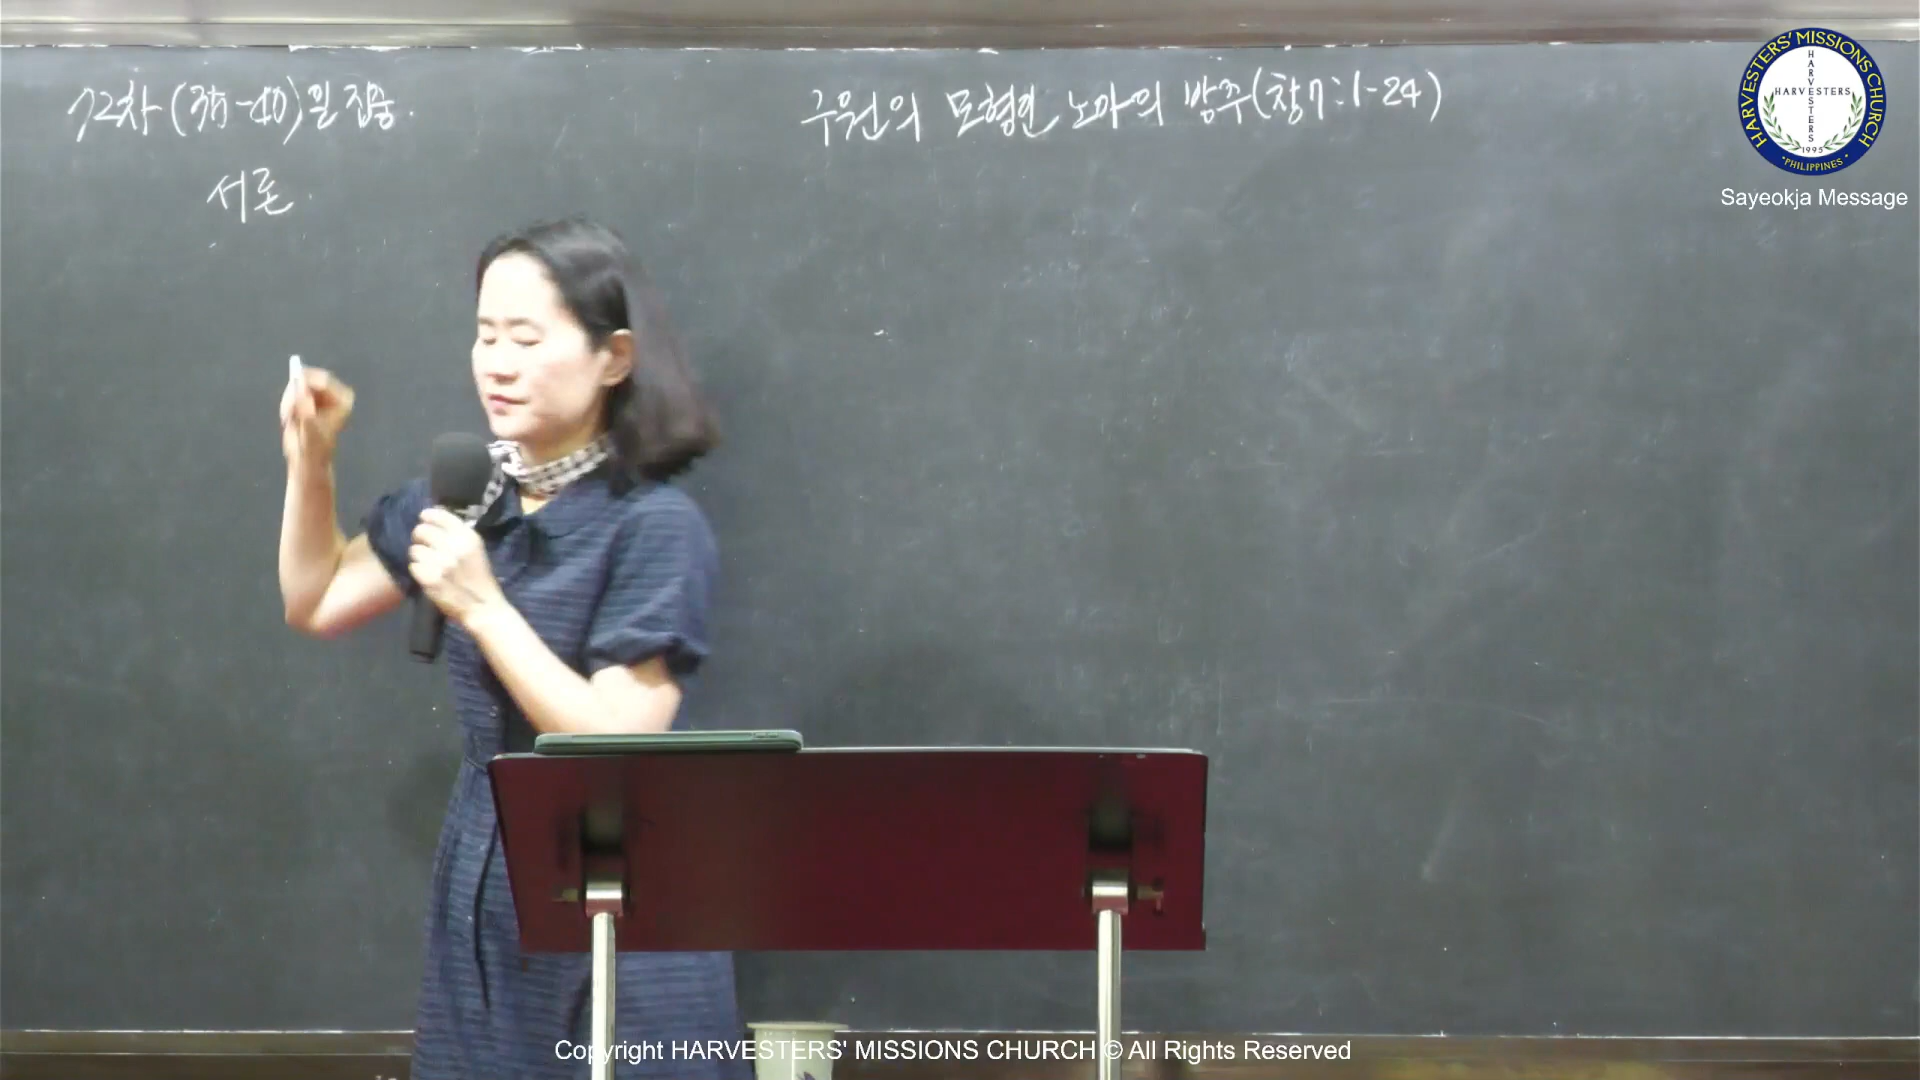 72차 (35-40)일 집중.
서론.
구원의 모형인 노아의 방주(창7:1-24)
HARVESTERS' MISSIONS CHURCH
HARVESTERS
HARVESTERS
1995
•PHILIPPINES•
Sayeokja Message
Copyright HARVESTERS' MISSIONS CHURCH © All Rights Reserved